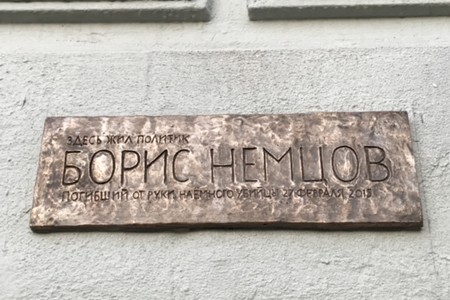 ЗДЕСЬ ЖИЛ ПОЛИТИК
БОРИС НЕМЦОВ
ПОГИБШИЙ ОТ РУКИ НАЕМНОГО УБИЙЦЫ 27 ФЕВРАЛЯ 2015